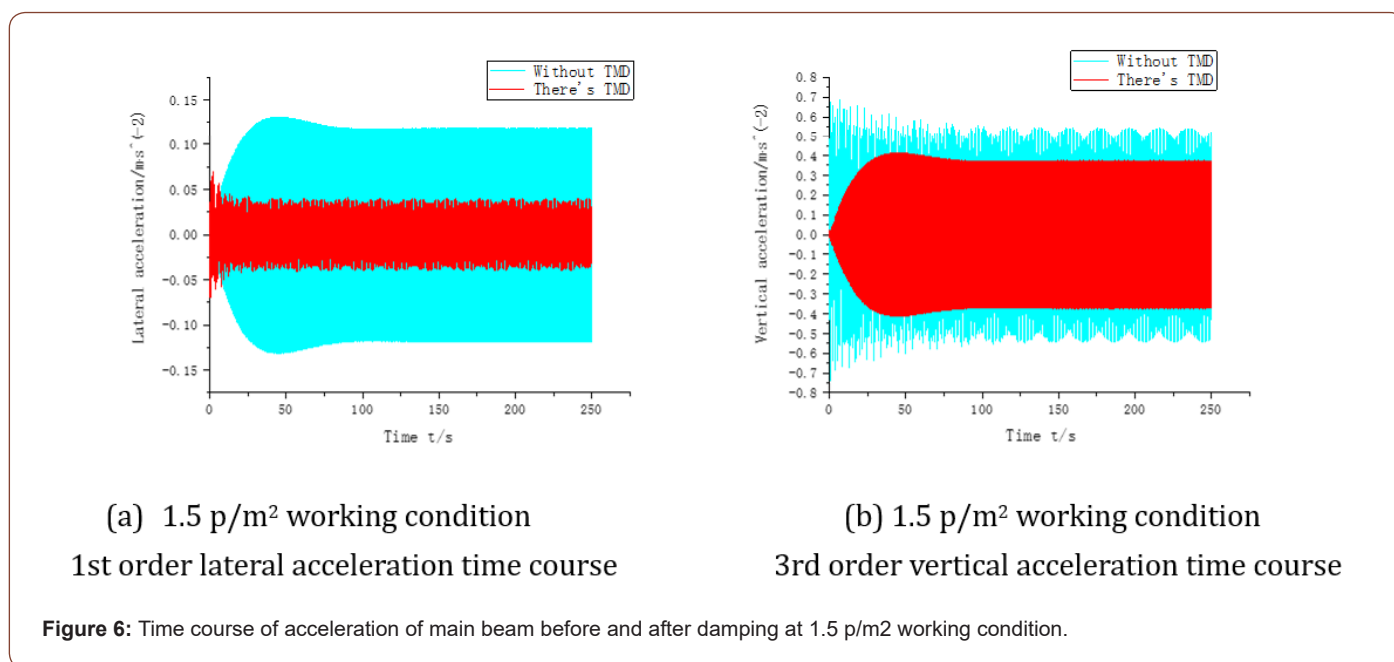 Without TMD
There's TMD
0.15
0.10
0.05
0.00
-0.05
-0.10
-0.15
Lateral acceleration/m·s^(-2)
0 50 100 150 200 250
Time t/s
(a) 1.5 p/m² working condition
1st order lateral acceleration time course
Without TMD
There's TMD
0.8
0.7
0.6
0.5
0.4
0.3
0.2
0.1
0.0
-0.1
-0.2
-0.3
-0.4
-0.5
-0.6
-0.7
-0.8
Vertical acceleration/m·s^(-2)
0 50 100 150 200 250
Time t/s
(b) 1.5 p/m² working condition
3rd order vertical acceleration time course
Figure 6: Time course of acceleration of main beam before and after damping at 1.5 p/m2 working condition.